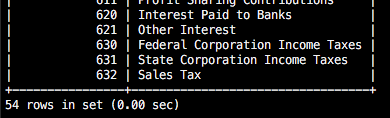 | 611 | Profit Sharing Contributions |
| 620 | Interest Paid to Banks |
| 621 | Other Interest |
| 630 | Federal Corporation Income Taxes |
| 631 | State Corporation Income Taxes |
| 632 | Sales Tax |
+----------------+----------------------------------+
54 rows in set (0.00 sec)